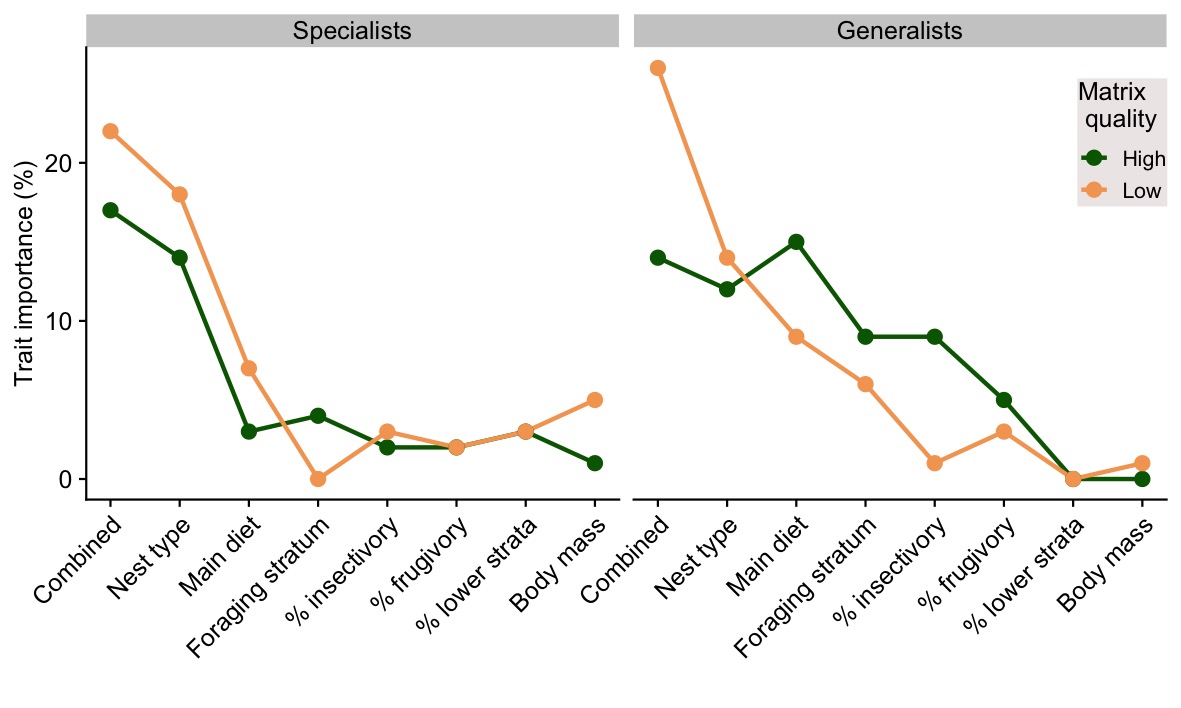 Specialists
Generalists
Trait importance (%)
20
10
0
Matrix
quality
High
Low
Combined
Nest type
Main diet
Foraging stratum
% insectivory
% frugivory
% lower strata
Body mass
Combined
Nest type
Main diet
Foraging stratum
% insectivory
% frugivory
% lower strata
Body mass